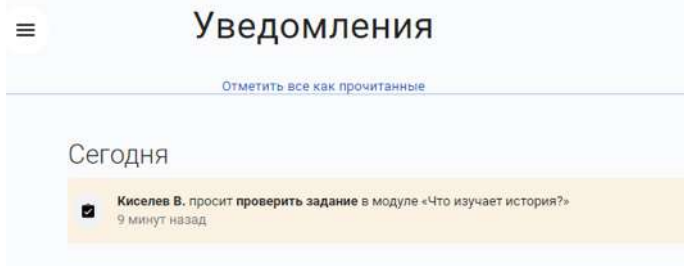 Уведомления
Отметить все как прочитанные
Сегодня
Киселев В. просит проверить задание в модуле «Что изучает история?»
9 минут назад